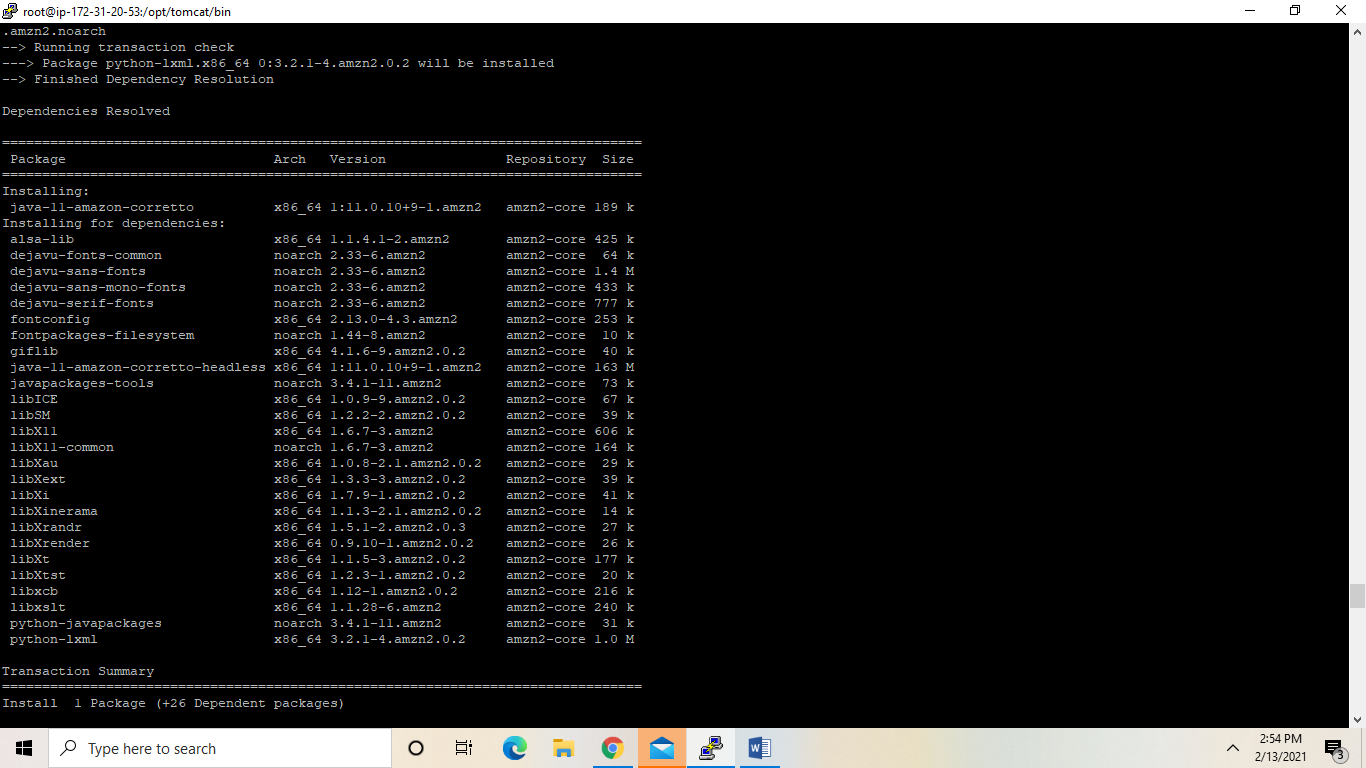 root@ip-172-31-20-53:/opt/tomcat/bin
.amzn2.noarch
--> Running transaction check
---> Package python-lxml.x86_64 0:3.2.1-4.amzn2.0.2 will be installed
--> Finished Dependency Resolution
Dependencies Resolved
================================================================================
Package Arch Version Repository Size
================================================================================
Installing:
java-11-amazon-corretto x86_64 1:11.0.10+9-1.amzn2 amzn2-core 189 k
Installing for dependencies:
alsa-lib x86_64 1.1.4.1-2.amzn2 amzn2-core 425 k
dejavu-fonts-common noarch 2.33-6.amzn2 amzn2-core 64 k
dejavu-sans-fonts noarch 2.33-6.amzn2 amzn2-core 1.4 M
dejavu-sans-mono-fonts noarch 2.33-6.amzn2 amzn2-core 433 k
dejavu-serif-fonts noarch 2.33-6.amzn2 amzn2-core 777 k
fontconfig x86_64 2.13.0-4.3.amzn2 amzn2-core 253 k
fontpackages-filesystem noarch 1.44-8.amzn2 amzn2-core 10 k
giflib x86_64 4.1.6-9.amzn2.0.2 amzn2-core 40 k
java-11-amazon-corretto-headless x86_64 1:11.0.10+9-1.amzn2 amzn2-core 163 M
javapackages-tools noarch 3.4.1-11.amzn2 amzn2-core 73 k
libICE x86_64 1.0.9-9.amzn2.0.2 amzn2-core 67 k
libSM x86_64 1.2.2-2.amzn2.0.2 amzn2-core 39 k
libX11 x86_64 1.6.7-3.amzn2 amzn2-core 606 k
libX11-common noarch 1.6.7-3.amzn2 amzn2-core 164 k
libXau x86_64 1.0.8-2.1.amzn2.0.2 amzn2-core 29 k
libXext x86_64 1.3.3-3.amzn2.0.2 amzn2-core 39 k
libXi x86_64 1.7.9-1.amzn2.0.2 amzn2-core 41 k
libXinerama x86_64 1.1.3-2.1.amzn2.0.2 amzn2-core 14 k
libXrandr x86_64 1.5.1-2.amzn2.0.3 amzn2-core 27 k
libXrender x86_64 0.9.10-1.amzn2.0.2 amzn2-core 26 k
libXt x86_64 1.1.5-3.amzn2.0.2 amzn2-core 177 k
libXtst x86_64 1.2.3-1.amzn2.0.2 amzn2-core 20 k
libxcb x86_64 1.12-1.amzn2.0.2 amzn2-core 216 k
libxslt x86_64 1.1.28-6.amzn2 amzn2-core 240 k
python-javapackages noarch 3.4.1-11.amzn2 amzn2-core 31 k
python-lxml x86_64 3.2.1-4.amzn2.0.2 amzn2-core 1.0 M
Transaction Summary
================================================================================
Install 1 Package (+26 Dependent packages)
Type here to search
2:54 PM
2/13/2021
3